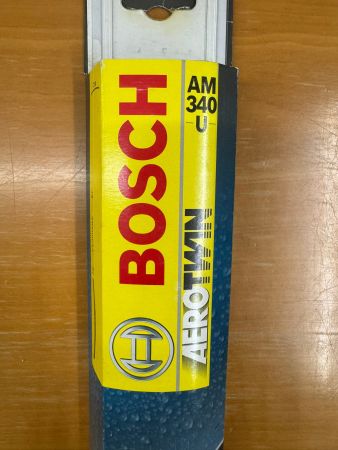 BOSCH
AEROTWIN
AM
340
U